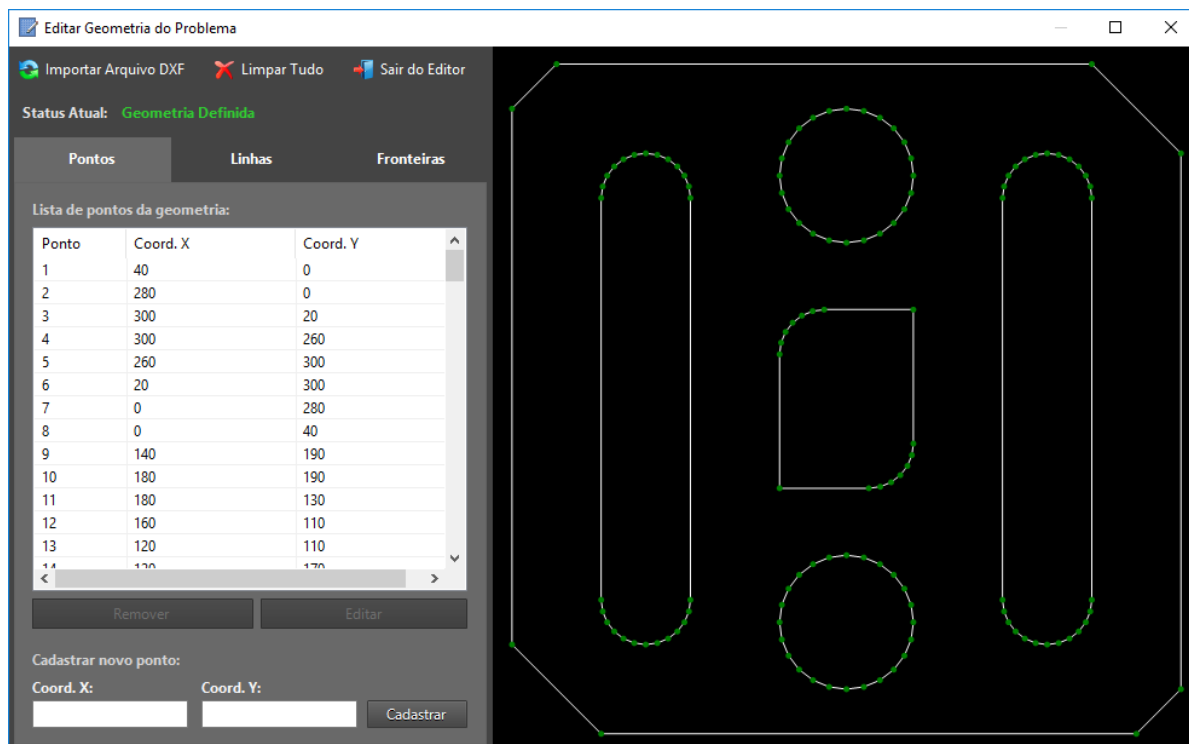 Editar Geometria do Problema
Importar Arquivo DXF Limpar Tudo Sair do Editor
Status Atual: Geometria Definida
Pontos Linhas Fronteiras
Lista de pontos da geometria:
Ponto Coord. X Coord. Y
1 40 0
2 280 0
3 300 20
4 300 260
5 260 300
6 20 300
7 0 280
8 0 40
9 140 190
10 180 190
11 180 130
12 160 110
13 120 110
14 120 170
Remover Editar
Cadastrar novo ponto:
Coord. X: Coord. Y:
Cadastrar